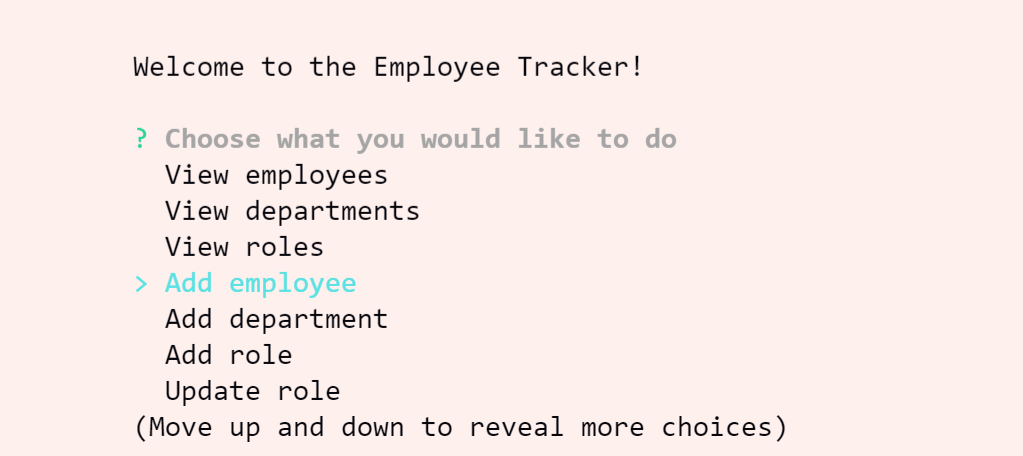 Welcome to the Employee Tracker!
? Choose what you would like to do
View employees
View departments
View roles
> Add employee
Add department
Add role
Update role
(Move up and down to reveal more choices)